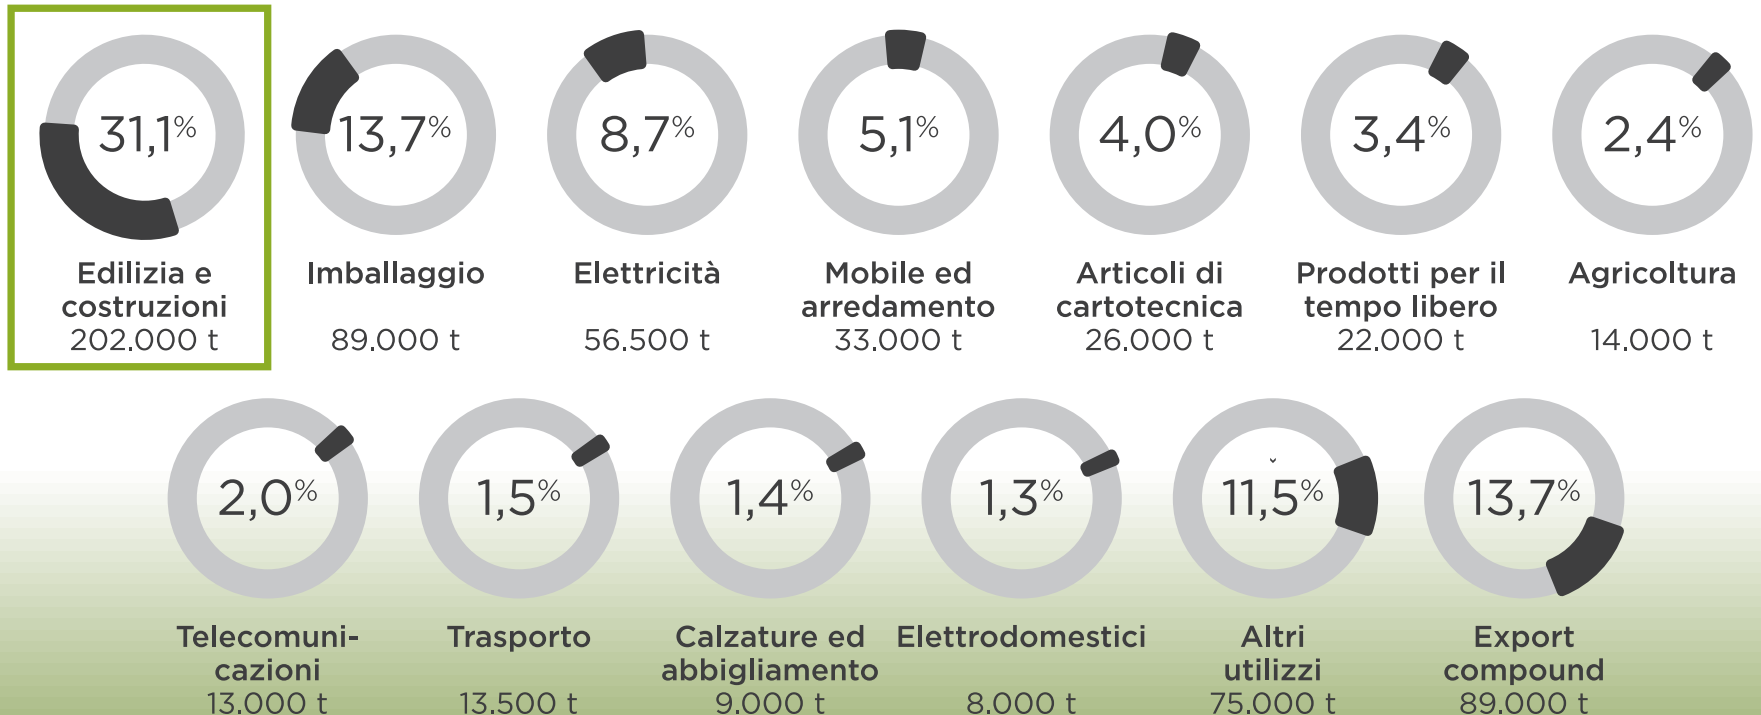 31,1%
Edilizia e
costruzioni
202.000 t
13,7%
Imballaggio
89.000 t
8,7%
Elettricità
56.500 t
5,1%
Mobile ed
arredamento
33.000 t
4,0%
Articoli di
cartotecnica
26.000 t
3,4%
Prodotti per il
tempo libero
22.000 t
2,4%
Agricoltura
14.000 t
2,0%
Telecomuni-
cazioni
13.000 t
1,5%
Trasporto
13.500 t
1,4%
Calzature ed
abbigliamento
9.000 t
1,3%
Elettrodomestici
8.000 t
11,5%
Altri
utilizzi
75.000 t
13,7%
Export
compound
89.000 t